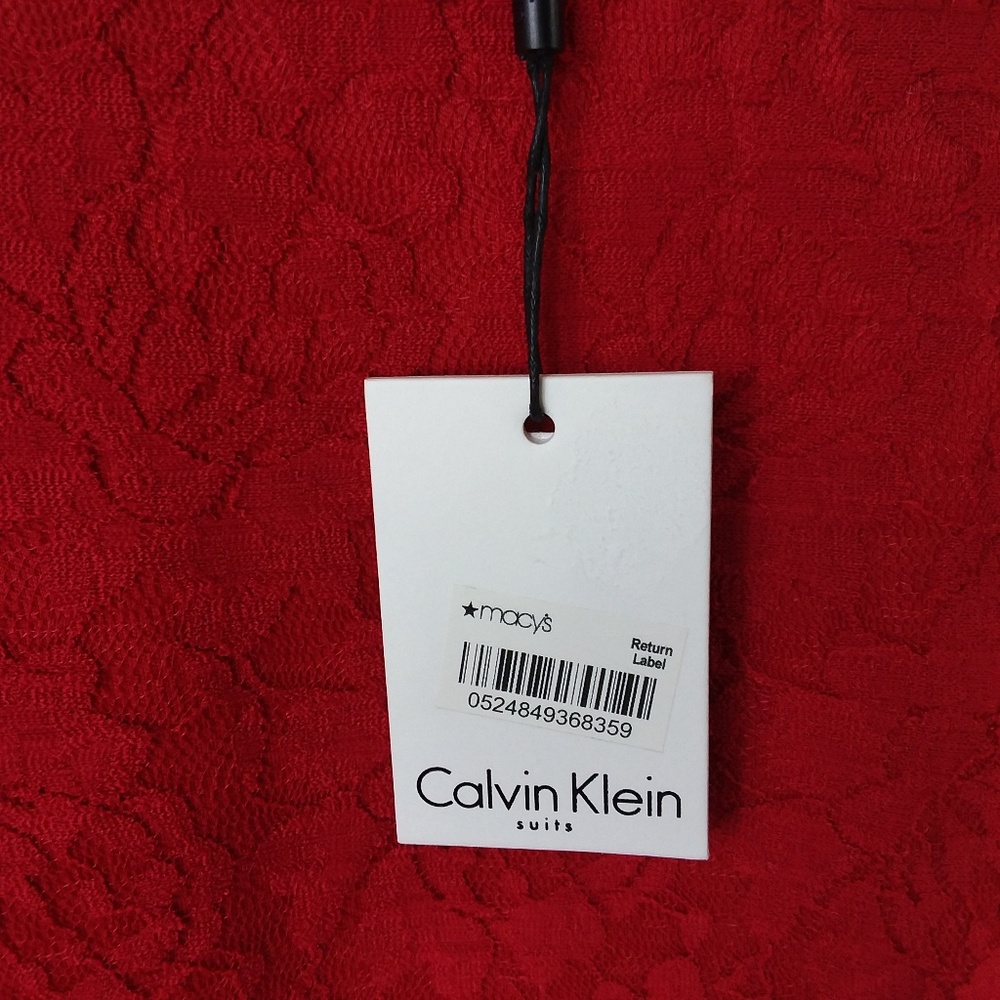 ★macy's
Return
Label
0524849368359
Calvin Klein
suits